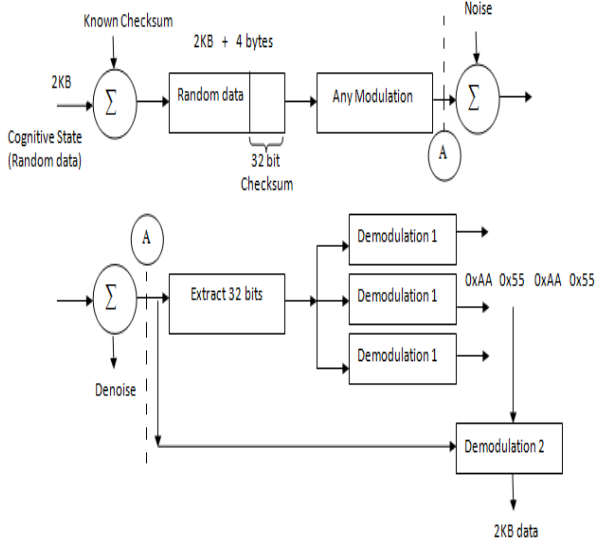 Known Checksum
Noise
2KB + 4 bytes
2KB
Σ
Random data
Any Modulation
Σ
Cognitive State
(Random data)
32 bit
Checksum
A
A
Demodulation 1
Σ
Extract 32 bits
Demodulation 1
0xAA 0x55 0xAA 0x55
Demodulation 1
Denoise
Demodulation 2
2KB data